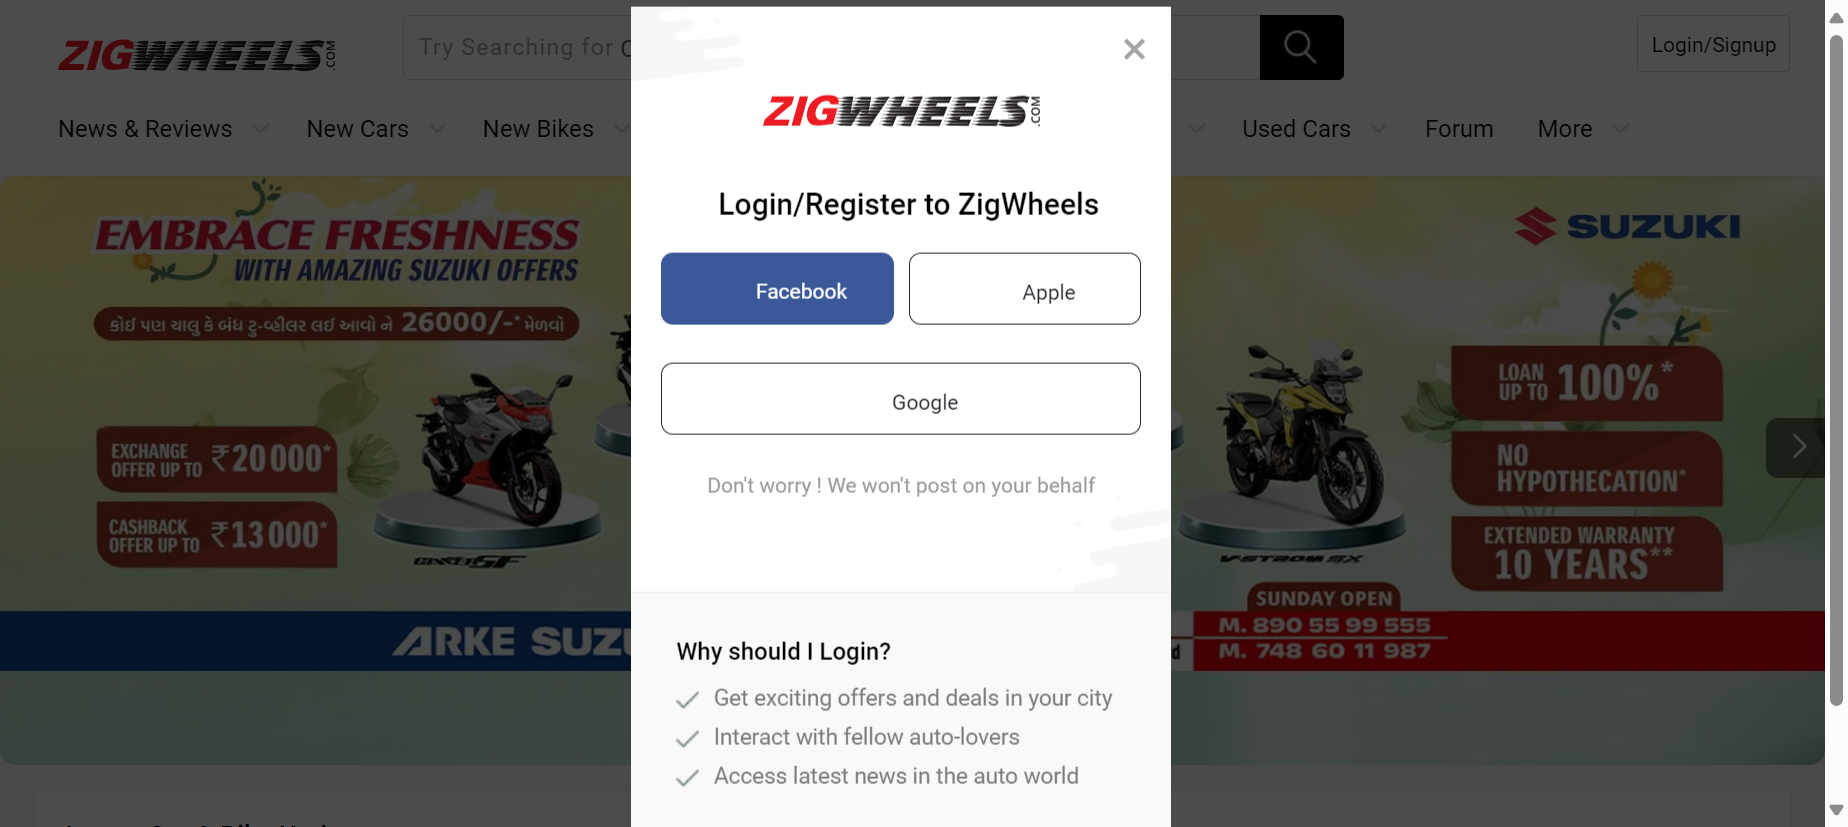 ZIGWHEELS.COM
Try Searching for C
Login/Signup
News & Reviews
New Cars
New Bikes
Used Cars
Forum
More
×
ZIGWHEELS.COM
Login/Register to ZigWheels
Facebook
Apple
Google
Don't worry ! We won't post on your behalf
Why should I Login?
Get exciting offers and deals in your city
Interact with fellow auto-lovers
Access latest news in the auto world
EMBRACE FRESHNESS
WITH AMAZING SUZUKI OFFERS
કોઈ પણ ચાલુ કે બંધ ટુ-વ્હીલર લઈ આવો ને 26000/-* મેળવો
EXCHANGE
OFFER UP TO ₹20000*
CASHBACK
OFFER UP TO ₹13000*
GIXXER SF
ARKE SUZU
SUZUKI
LOAN
UP TO 100%*
NO
HYPOTHECATION*
EXTENDED WARRANTY
10 YEARS**
V-STROM SX
SUNDAY OPEN
M. 890 55 99 555
M. 748 60 11 987